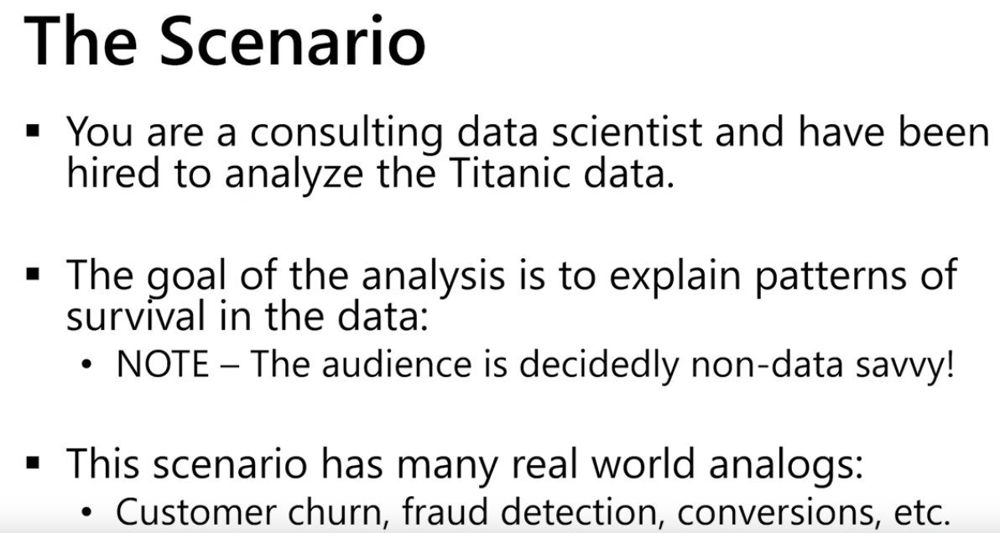 The Scenario
▪ You are a consulting data scientist and have been
hired to analyze the Titanic data.
▪ The goal of the analysis is to explain patterns of
survival in the data:
• NOTE – The audience is decidedly non-data savvy!
▪ This scenario has many real world analogs:
• Customer churn, fraud detection, conversions, etc.